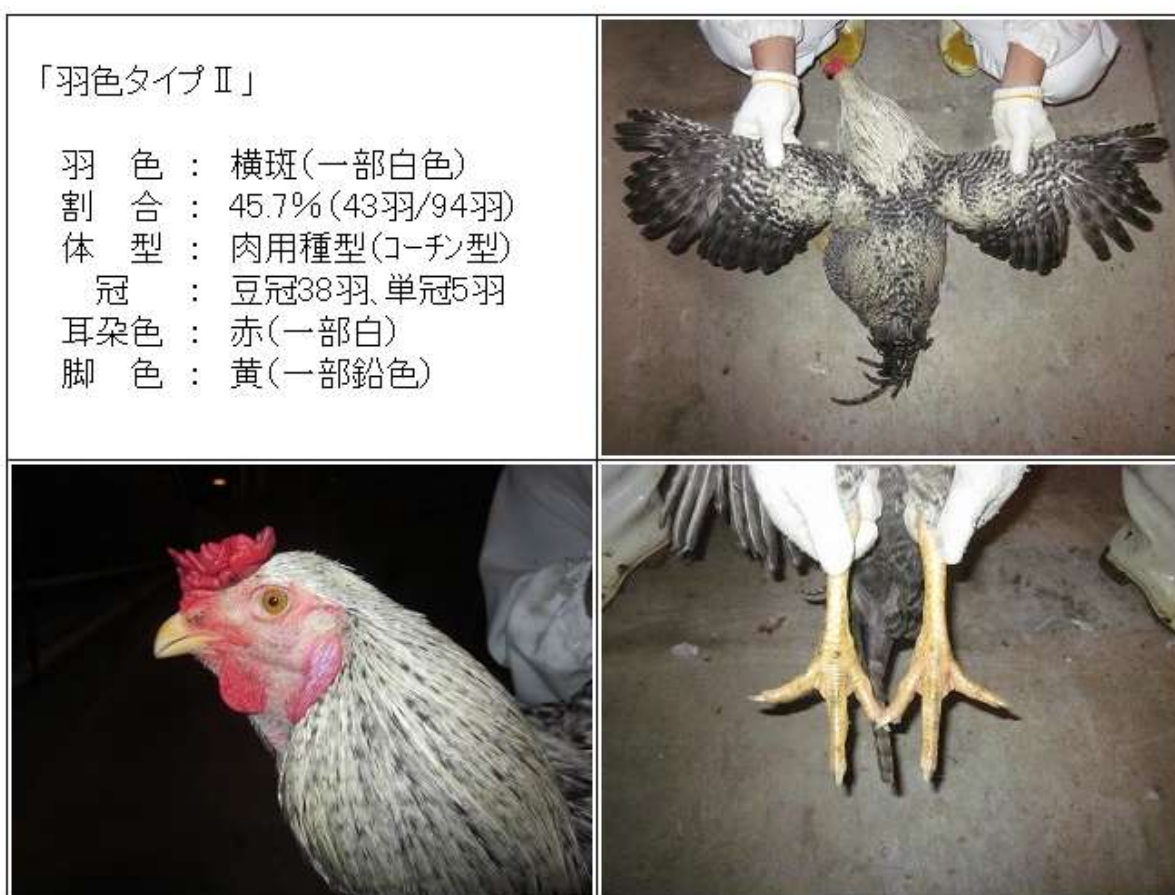 「羽色タイプⅡ」
羽 色 : 横斑(一部白色)
割 合 : 45.7%(43羽/94羽)
体 型 : 肉用種型(コーチン型)
冠 : 豆冠38羽、単冠5羽
耳朶色 : 赤(一部白)
脚 色 : 黄(一部鉛色)